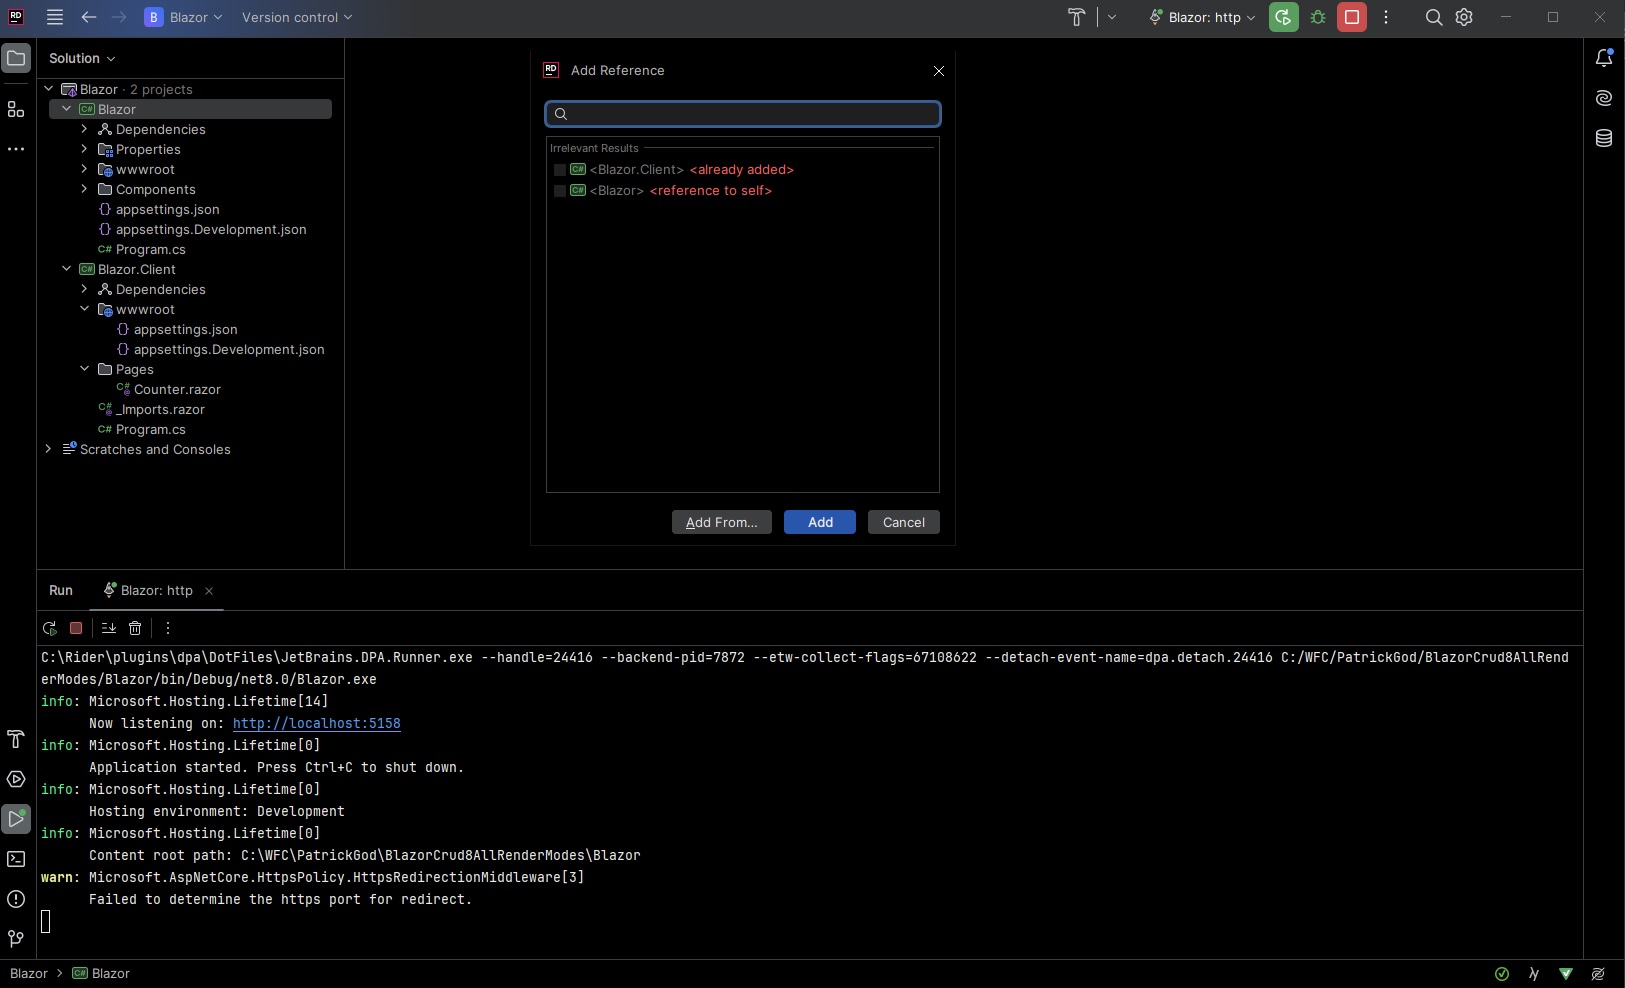 RD
B Blazor
Version control
Blazor: http
Solution
Blazor · 2 projects
C# Blazor
Dependencies
Properties
wwwroot
Components
{} appsettings.json
{} appsettings.Development.json
C# Program.cs
C# Blazor.Client
Dependencies
wwwroot
{} appsettings.json
{} appsettings.Development.json
Pages
C#@ Counter.razor
C#@ _Imports.razor
C# Program.cs
Scratches and Consoles
RD Add Reference
Irrelevant Results
C# <Blazor.Client> <already added>
C# <Blazor> <reference to self>
Add From...
Add
Cancel
Run
Blazor: http
C:\Rider\plugins\dpa\DotFiles\JetBrains.DPA.Runner.exe --handle=24416 --backend-pid=7872 --etw-collect-flags=67108622 --detach-event-name=dpa.detach.24416 C:/WFC/PatrickGod/BlazorCrud8AllRend
erModes/Blazor/bin/Debug/net8.0/Blazor.exe
info: Microsoft.Hosting.Lifetime[14]
Now listening on: http://localhost:5158
info: Microsoft.Hosting.Lifetime[0]
Application started. Press Ctrl+C to shut down.
info: Microsoft.Hosting.Lifetime[0]
Hosting environment: Development
info: Microsoft.Hosting.Lifetime[0]
Content root path: C:\WFC\PatrickGod\BlazorCrud8AllRenderModes\Blazor
warn: Microsoft.AspNetCore.HttpsPolicy.HttpsRedirectionMiddleware[3]
Failed to determine the https port for redirect.
Blazor > C# Blazor